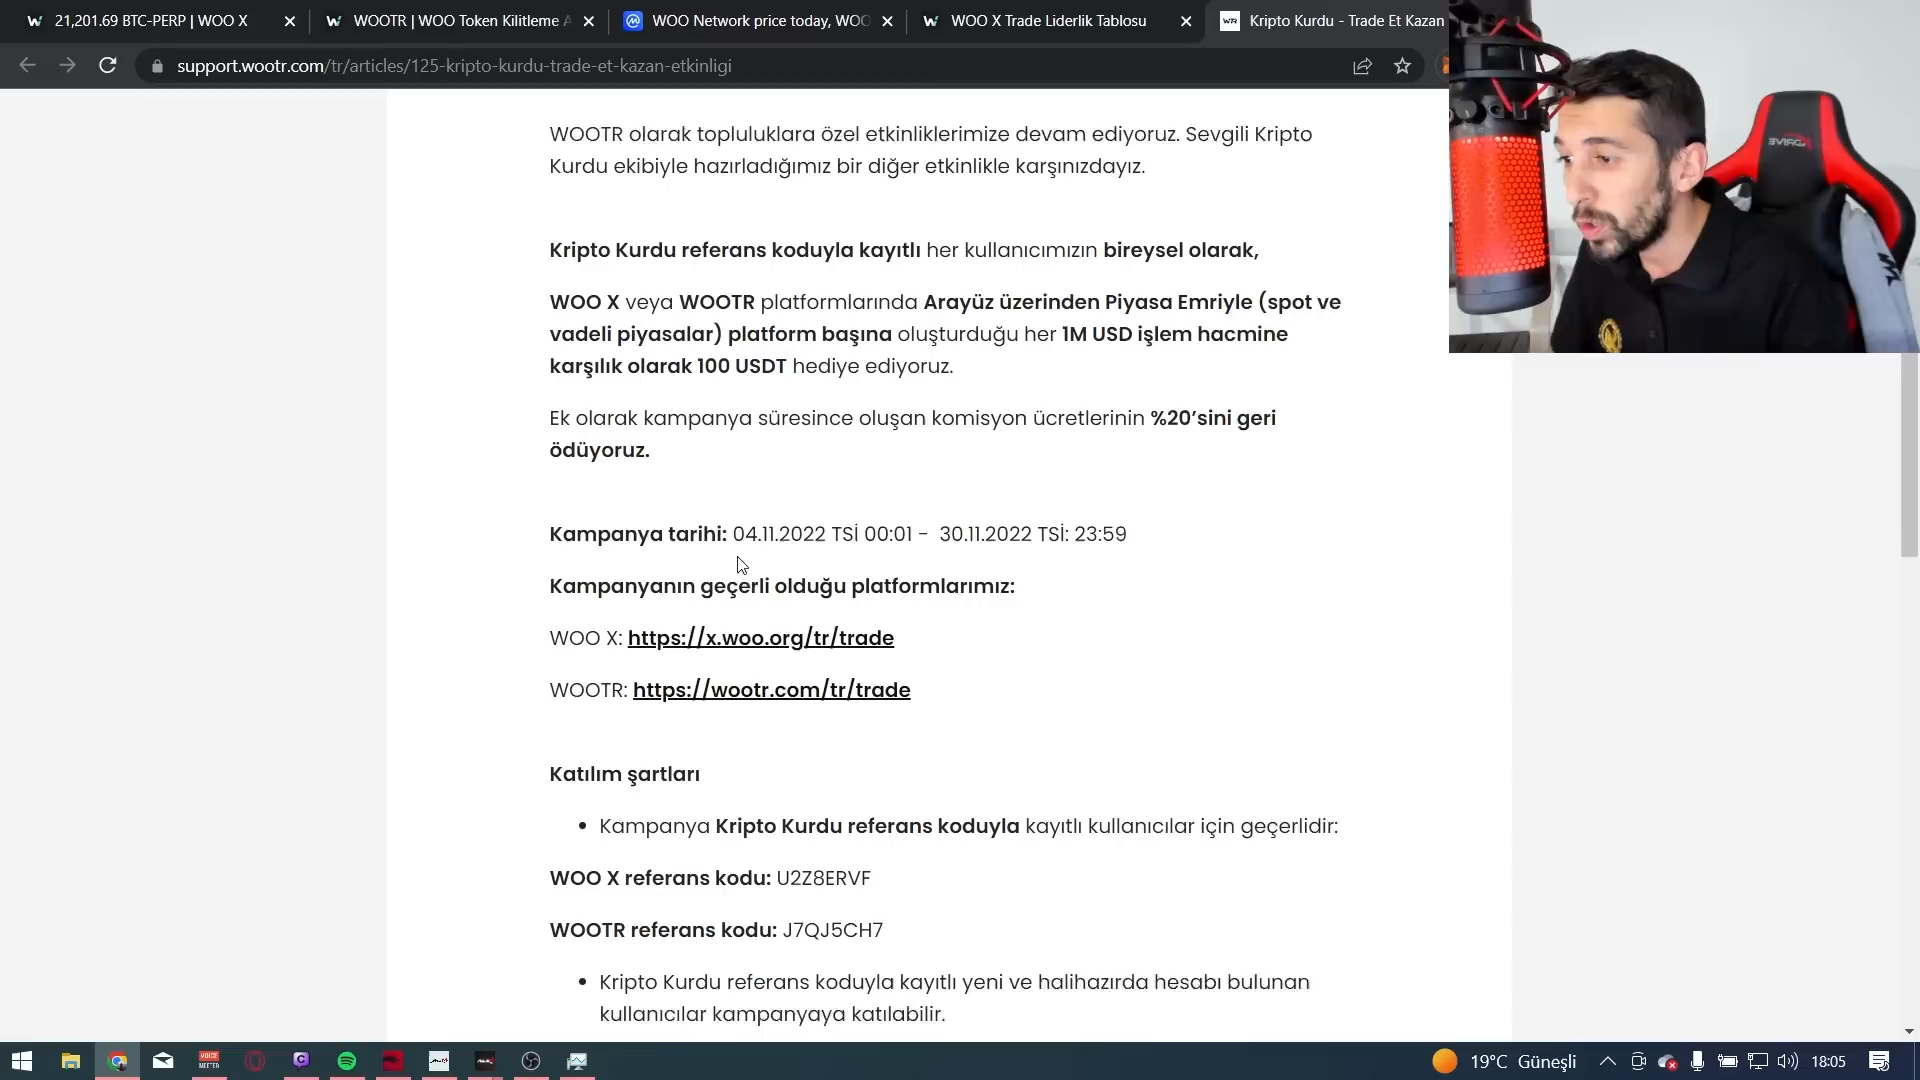 21,201.69 BTC-PERP | WOO X
WOOTR | WOO Token Kilitleme A
WOO Network price today, WOO
WOO X Trade Liderlik Tablosu
Kripto Kurdu - Trade Et Kazan
support.wootr.com/tr/articles/125-kripto-kurdu-trade-et-kazan-etkinligi
WOOTR olarak topluluklara özel etkinliklerimize devam ediyoruz. Sevgili Kripto
Kurdu ekibiyle hazırladığımız bir diğer etkinlikle karşınızdayız.
Kripto Kurdu referans koduyla kayıtlı her kullanıcımızın bireysel olarak,
WOO X veya WOOTR platformlarında Arayüz üzerinden Piyasa Emriyle (spot ve
vadeli piyasalar) platform başına oluşturduğu her 1M USD işlem hacmine
karşılık olarak 100 USDT hediye ediyoruz.
Ek olarak kampanya süresince oluşan komisyon ücretlerinin %20’sini geri
ödüyoruz.
Kampanya tarihi: 04.11.2022 TSİ 00:01 - 30.11.2022 TSİ: 23:59
Kampanyanın geçerli olduğu platformlarımız:
WOO X: https://x.woo.org/tr/trade
WOOTR: https://wootr.com/tr/trade
Katılım şartları
• Kampanya Kripto Kurdu referans koduyla kayıtlı kullanıcılar için geçerlidir:
WOO X referans kodu: U2Z8ERVF
WOOTR referans kodu: J7QJ5CH7
• Kripto Kurdu referans koduyla kayıtlı yeni ve halihazırda hesabı bulunan
kullanıcılar kampanyaya katılabilir.
19°C Güneşli
18:05